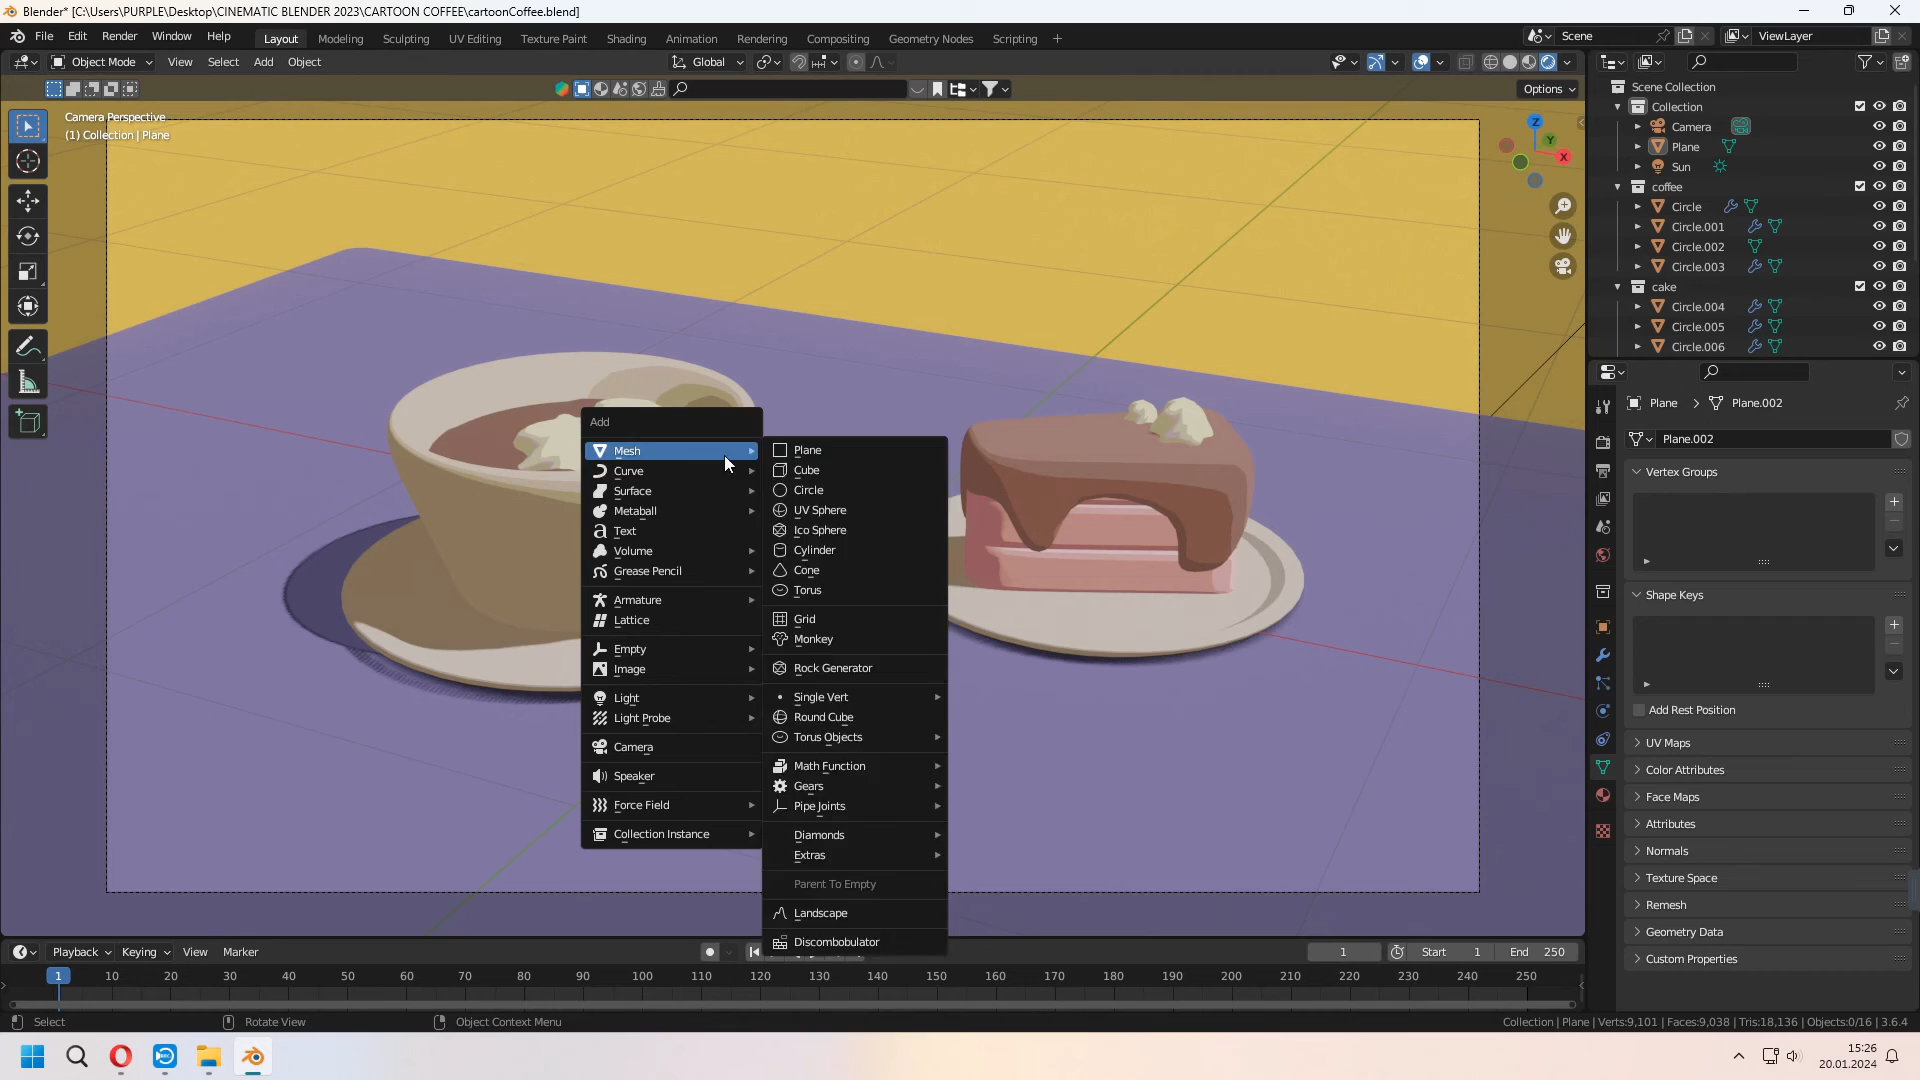 Blender* [C:\Users\PURPLE\Desktop\CINEMATIC BLENDER 2023\CARTOON COFFEE\cartoonCoffee.blend]
File Edit Render Window Help Layout Modeling Sculpting UV Editing Texture Paint Shading Animation Rendering Compositing Geometry Nodes Scripting + Scene ViewLayer
Object Mode View Select Add Object Global
Options
Camera Perspective
(1) Collection | Plane
Z
Y
X
Scene Collection
Collection
Camera
Plane
Sun
coffee
Circle
Circle.001
Circle.002
Circle.003
cake
Circle.004
Circle.005
Circle.006
Plane > Plane.002
Plane.002
Vertex Groups
Shape Keys
Add Rest Position
UV Maps
Color Attributes
Face Maps
Attributes
Normals
Texture Space
Remesh
Geometry Data
Custom Properties
Add
Mesh
Curve
Surface
Metaball
Text
Volume
Grease Pencil
Armature
Lattice
Empty
Image
Light
Light Probe
Camera
Speaker
Force Field
Collection Instance
Plane
Cube
Circle
UV Sphere
Ico Sphere
Cylinder
Cone
Torus
Grid
Monkey
Rock Generator
Single Vert
Round Cube
Torus Objects
Math Function
Gears
Pipe Joints
Diamonds
Extras
Parent To Empty
Landscape
Discombobulator
Playback Keying View Marker 1 Start 1 End 250
1 10 20 30 40 50 60 70 80 90 100 110 120 130 140 150 160 170 180 190 200 210 220 230 240 250
Select Rotate View Object Context Menu Collection | Plane | Verts:9,101 | Faces:9,038 | Tris:18,136 | Objects:0/16 | 3.6.4
REC
15:26
20.01.2024